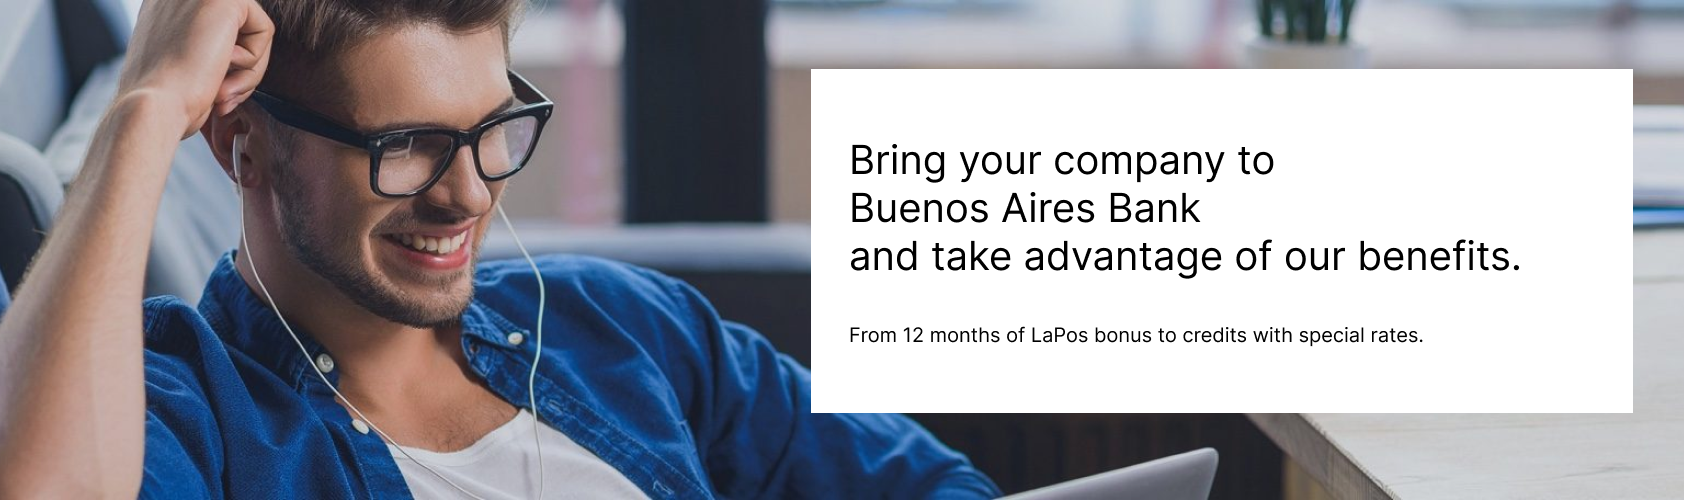 Bring your company to
Buenos Aires Bank
and take advantage of our benefits.
From 12 months of LaPos bonus to credits with special rates.